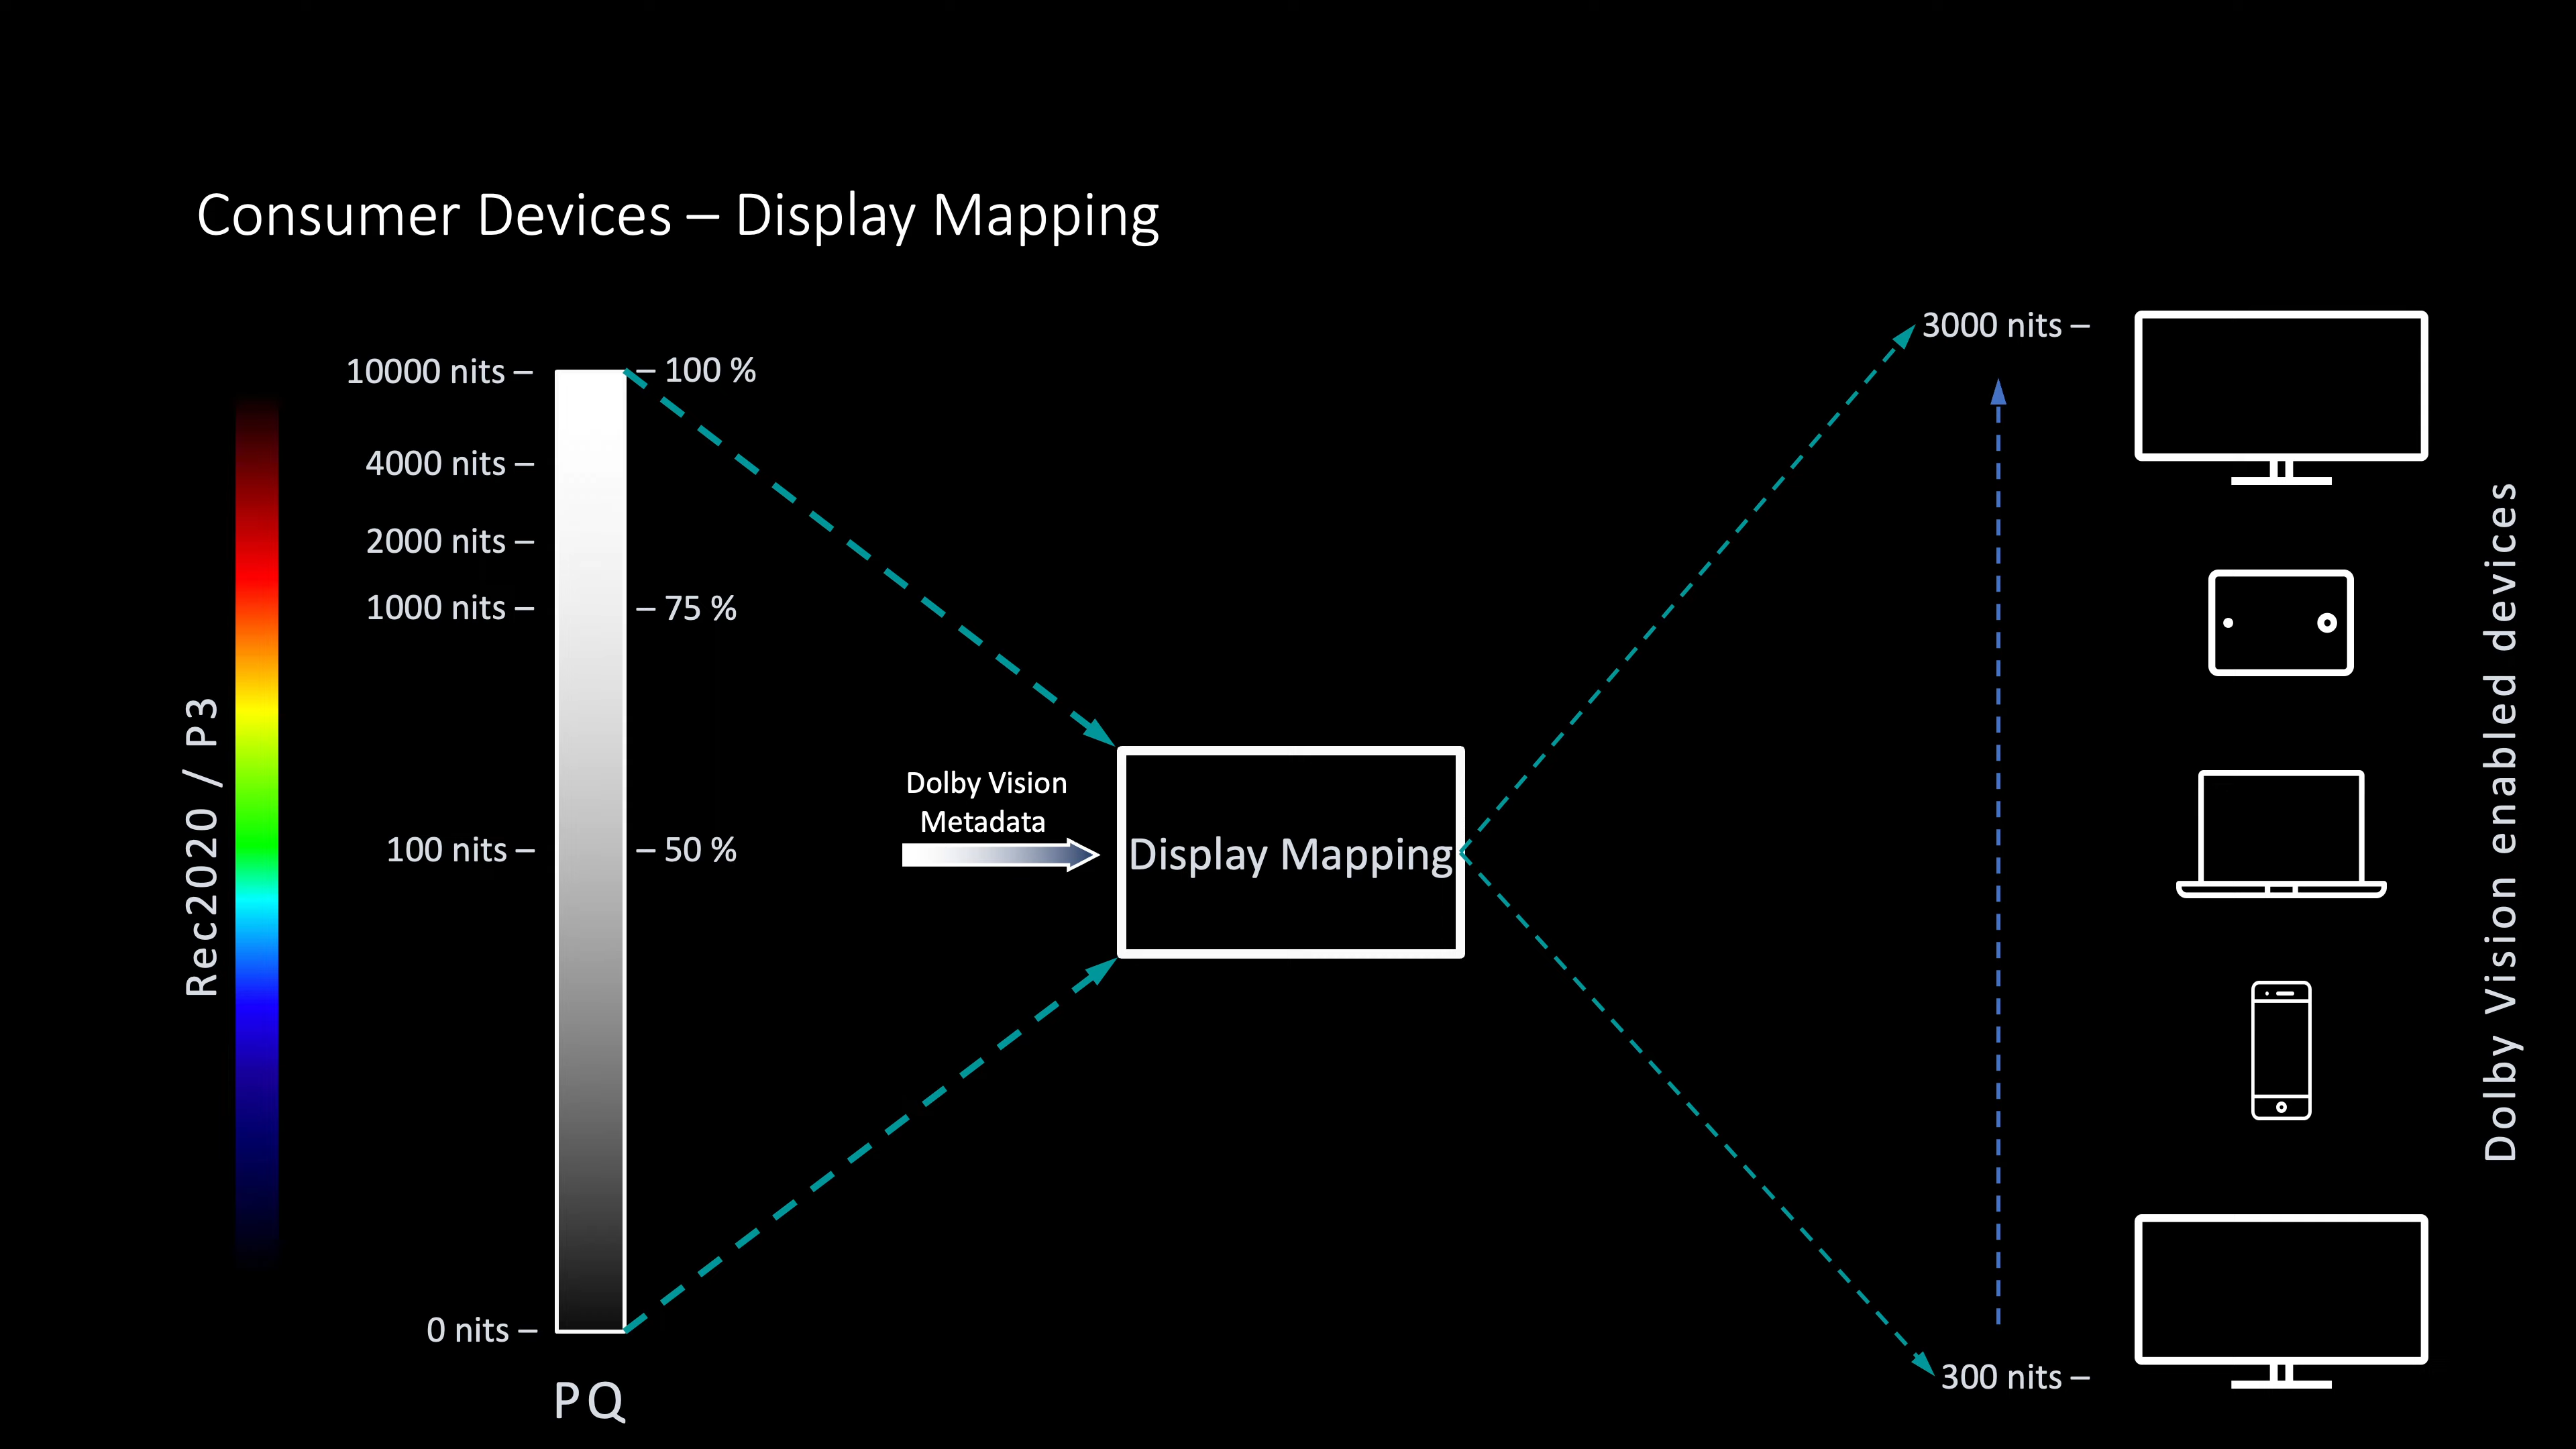 Consumer Devices – Display Mapping
10000 nits –
4000 nits –
2000 nits –
1000 nits –
100 nits –
0 nits –
– 100 %
– 75 %
– 50 %
Rec2020 / P3
PQ
Dolby Vision
Metadata
Display Mapping
3000 nits –
300 nits –
Dolby Vision enabled devices